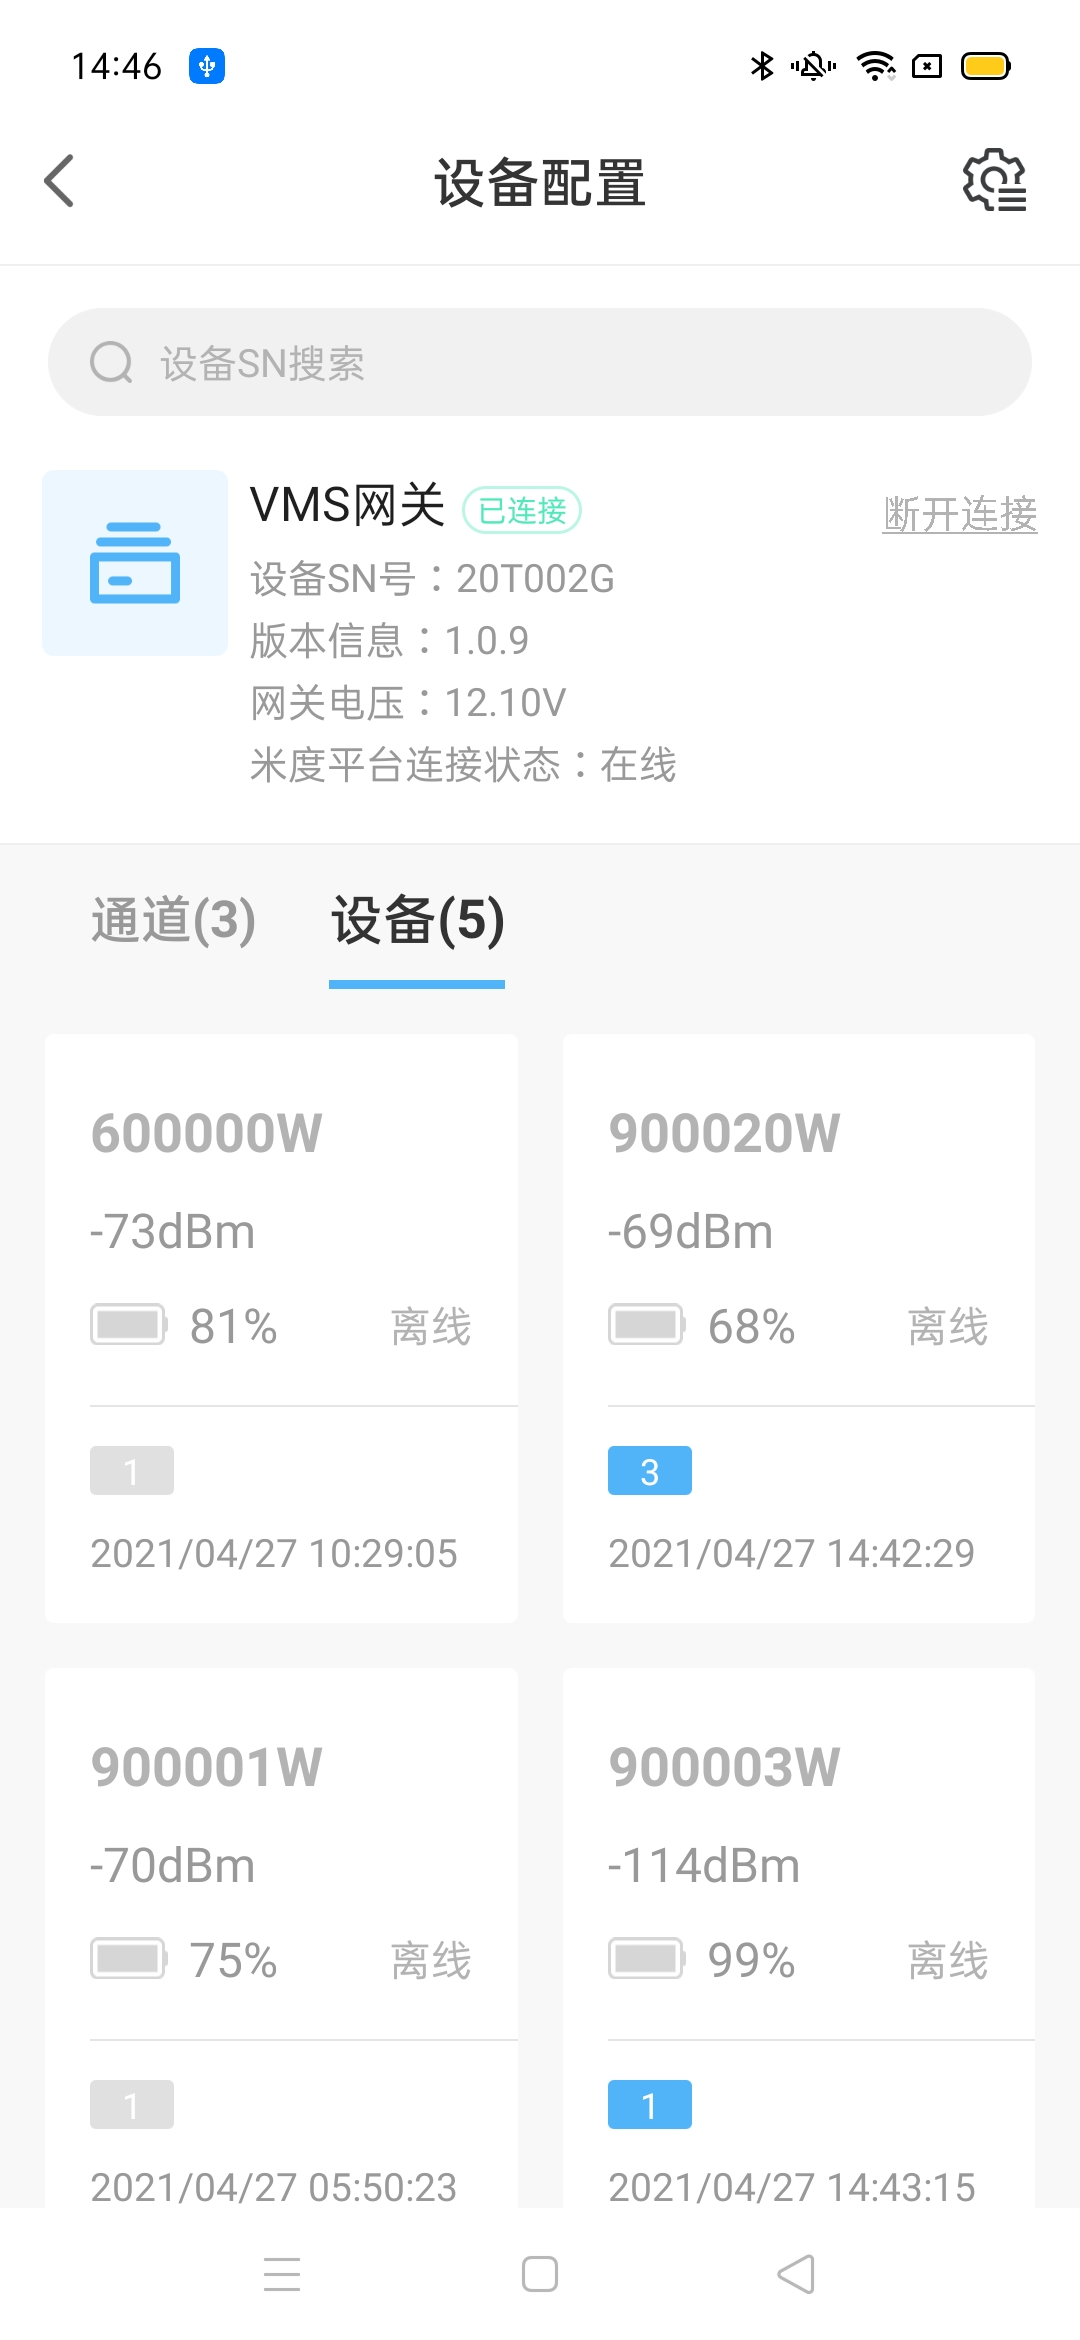 14:46
设备配置
设备SN搜索
VMS网关 已连接 断开连接
设备SN号：20T002G
版本信息：1.0.9
网关电压：12.10V
米度平台连接状态：在线
通道(3) 设备(5)
600000W 900020W
-73dBm -69dBm
81% 离线 68% 离线
1 3
2021/04/27 10:29:05 2021/04/27 14:42:29
900001W 900003W
-70dBm -114dBm
75% 离线 99% 离线
1 1
2021/04/27 05:50:23 2021/04/27 14:43:15